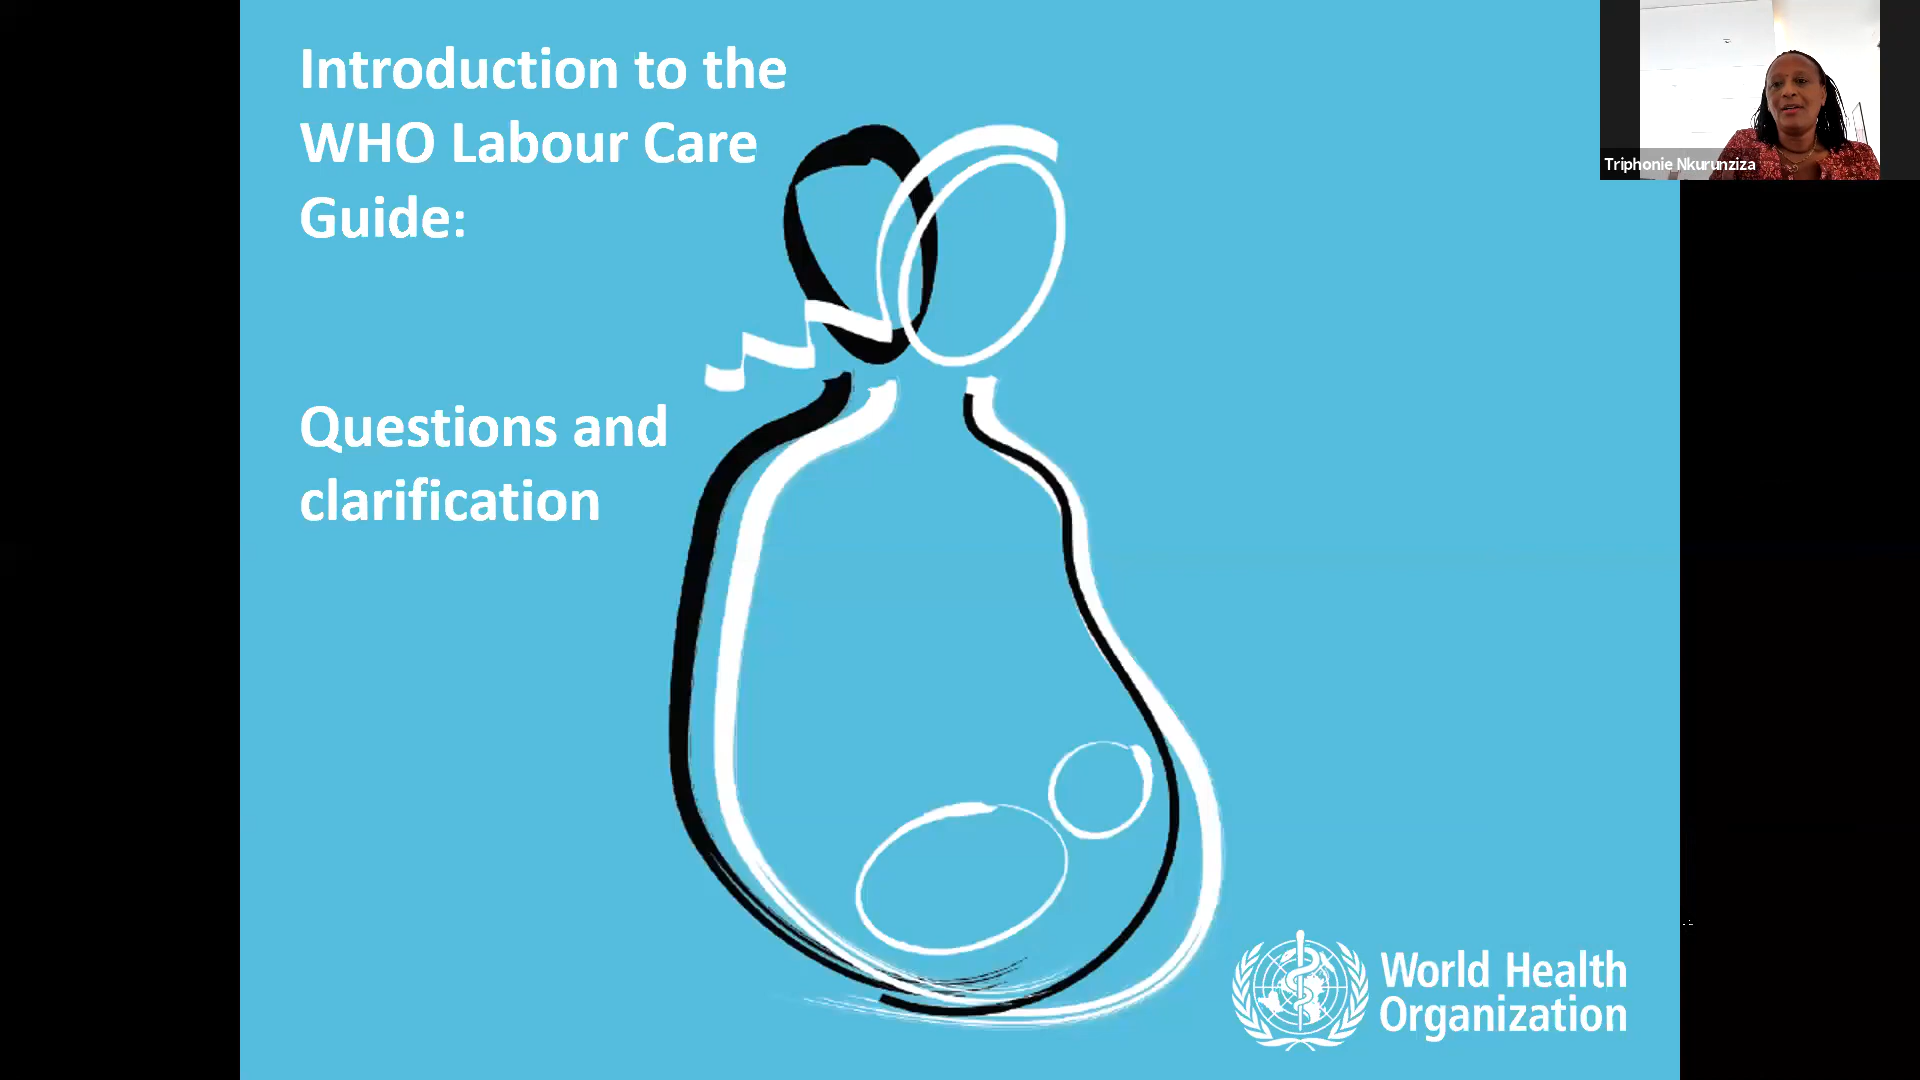 Introduction to the
WHO Labour Care
Guide:
Questions and
clarification
Triphonie Nkurunziza
World Health
Organization